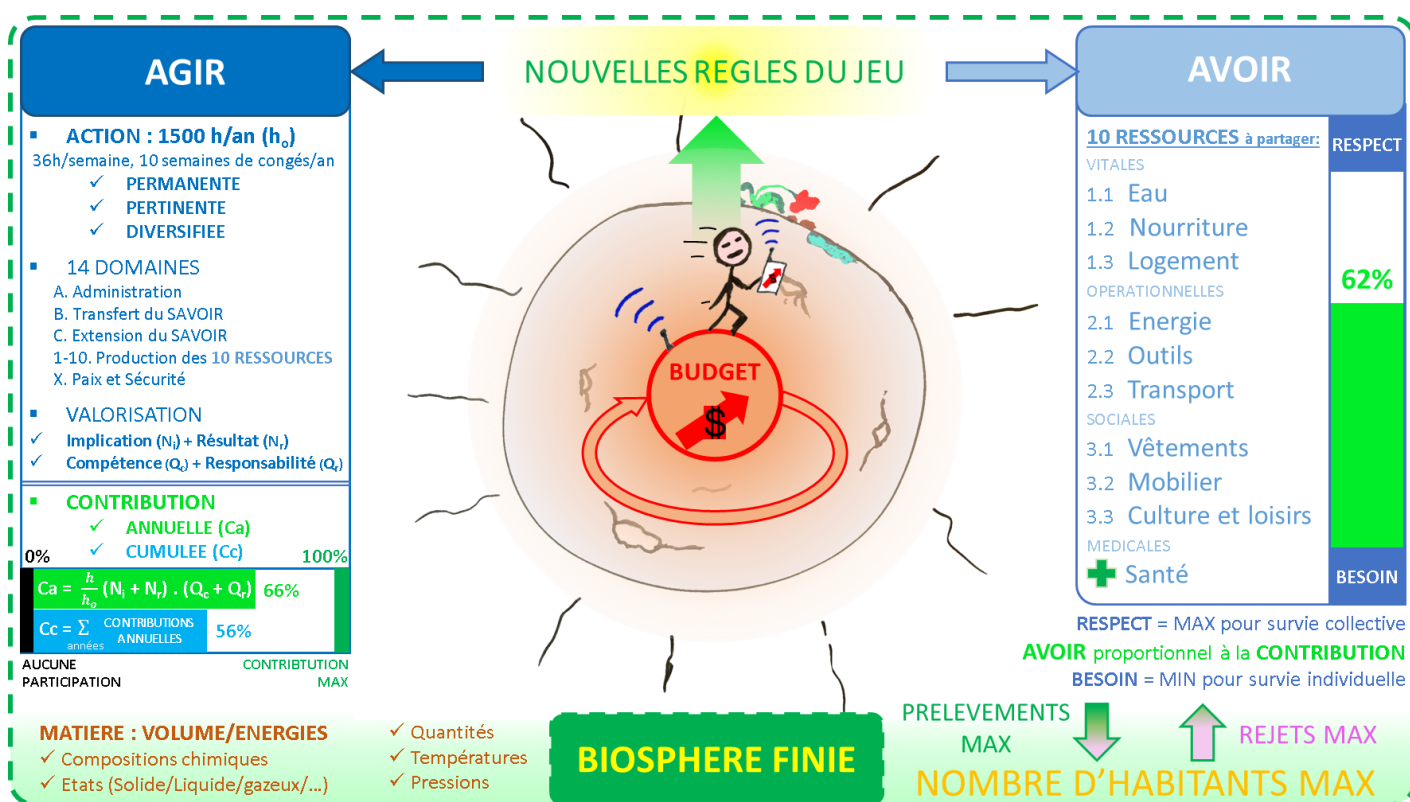 AGIR
NOUVELLES REGLES DU JEU
AVOIR
▪ ACTION : 1500 h/an (hₒ)
36h/semaine, 10 semaines de congés/an
✓ PERMANENTE
✓ PERTINENTE
✓ DIVERSIFIEE
▪ 14 DOMAINES
A. Administration
B. Transfert du SAVOIR
C. Extension du SAVOIR
1-10. Production des 10 RESSOURCES
X. Paix et Sécurité
▪ VALORISATION
✓ Implication (Nᵢ) + Résultat (Nᵣ)
✓ Compétence (Q꜀) + Responsabilité (Qᵣ)
▪ CONTRIBUTION
✓ ANNUELLE (Ca)
✓ CUMULEE (Cc)
0% 100%
Ca = h/hₒ (Nᵢ + Nᵣ) . (Q꜀ + Qᵣ) 66%
Cc = Σ années CONTRIBUTIONS ANNUELLES 56%
AUCUNE PARTICIPATION
CONTRIBTUTION MAX
BUDGET
$
10 RESSOURCES à partager:
VITALES
1.1 Eau
1.2 Nourriture
1.3 Logement
OPERATIONNELLES
2.1 Energie
2.2 Outils
2.3 Transport
SOCIALES
3.1 Vêtements
3.2 Mobilier
3.3 Culture et loisirs
MEDICALES
Santé
RESPECT
62%
BESOIN
RESPECT = MAX pour survie collective
AVOIR proportionnel à la CONTRIBUTION
BESOIN = MIN pour survie individuelle
MATIERE : VOLUME/ENERGIES
✓ Compositions chimiques
✓ Etats (Solide/Liquide/gazeux/...)
✓ Quantités
✓ Températures
✓ Pressions
BIOSPHERE FINIE
PRELEVEMENTS MAX
REJETS MAX
NOMBRE D'HABITANTS MAX